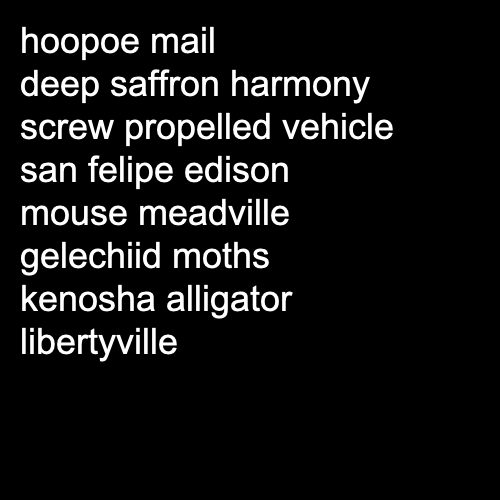 hoopoe mail
deep saffron harmony
screw propelled vehicle
san felipe edison
mouse meadville
gelechiid moths
kenosha alligator
libertyville